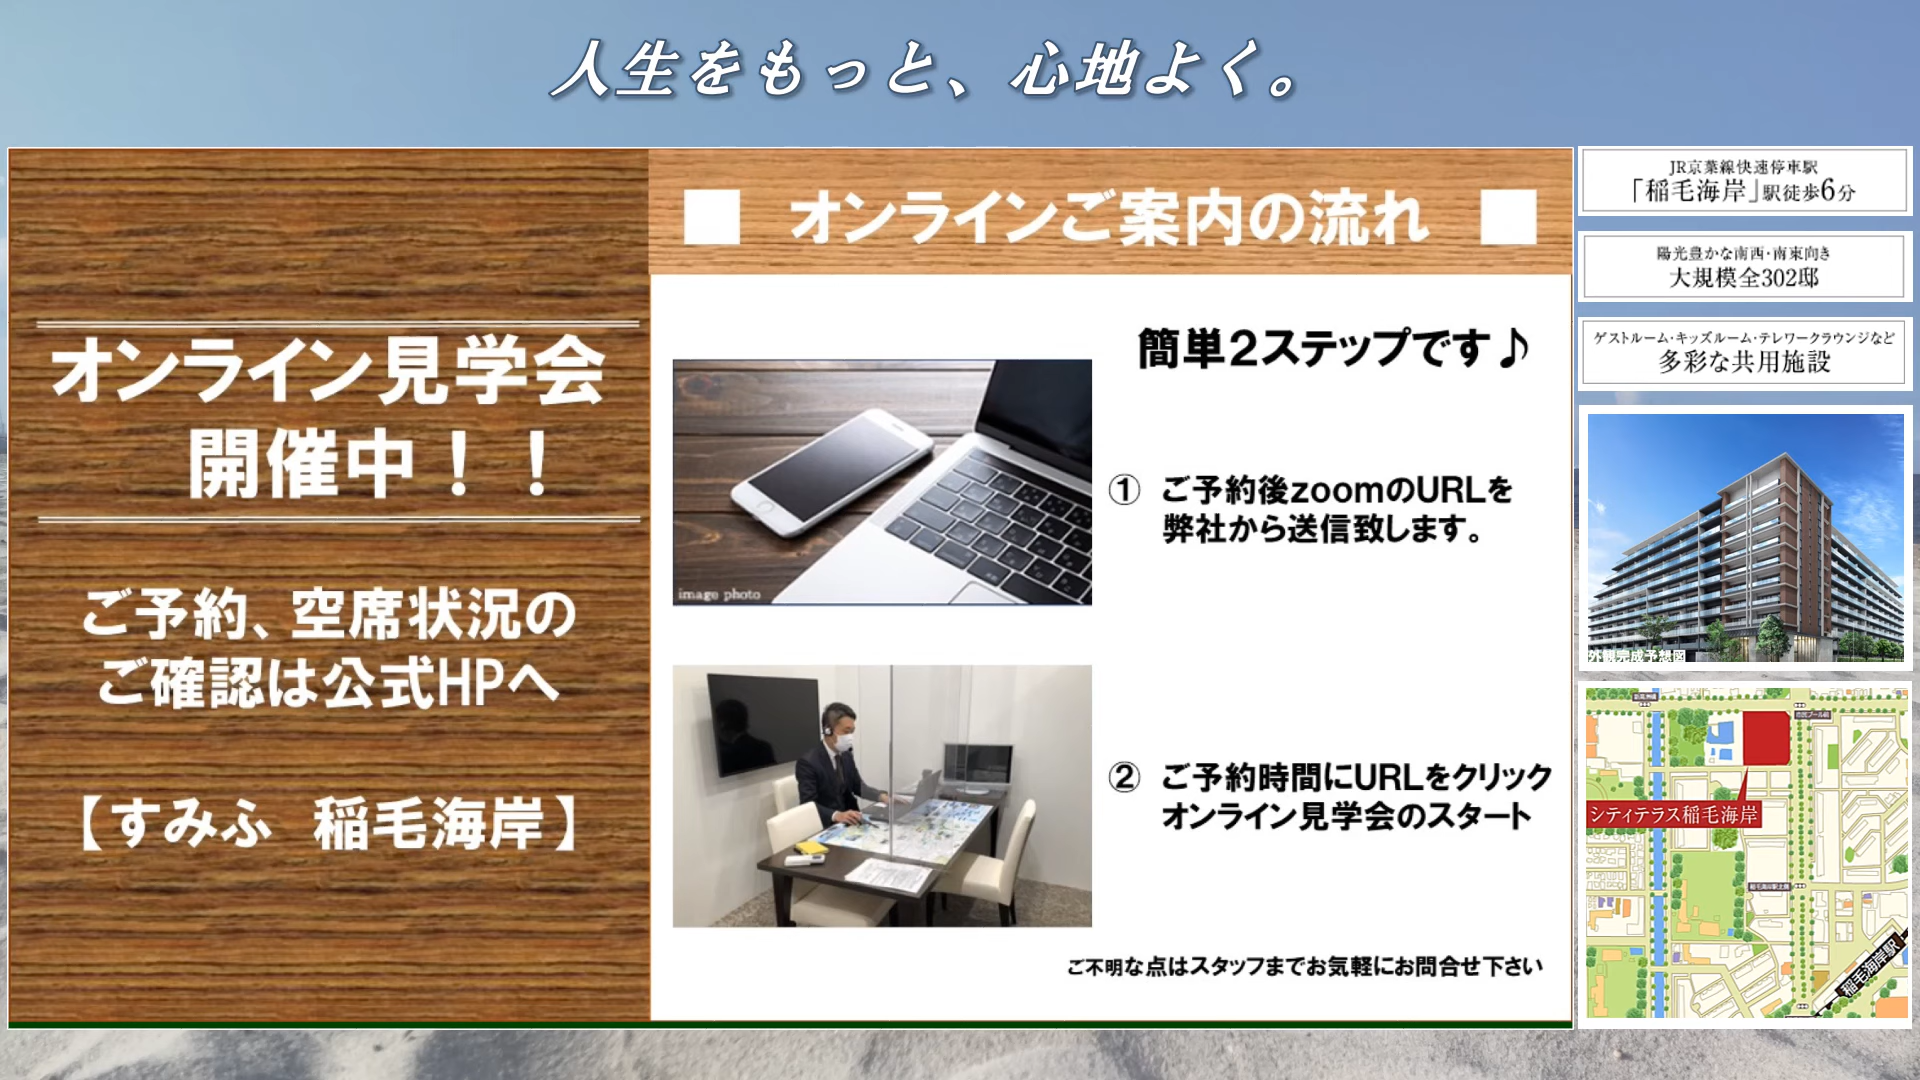 人生をもっと、心地よく。
オンライン見学会
開催中！！
ご予約、空席状況の
ご確認は公式HPへ
【すみふ 稲毛海岸】
■ オンラインご案内の流れ ■
簡単2ステップです♪
image photo
① ご予約後zoomのURLを
弊社から送信致します。
② ご予約時間にURLをクリック
オンライン見学会のスタート
ご不明な点はスタッフまでお気軽にお問合せ下さい
JR京葉線快速停車駅
「稲毛海岸」駅徒歩6分
陽光豊かな南西・南東向き
大規模全302邸
ゲストルーム・キッズルーム・テレワークラウンジなど
多彩な共用施設
外観完成予想図
シティテラス稲毛海岸
稲毛海岸駅